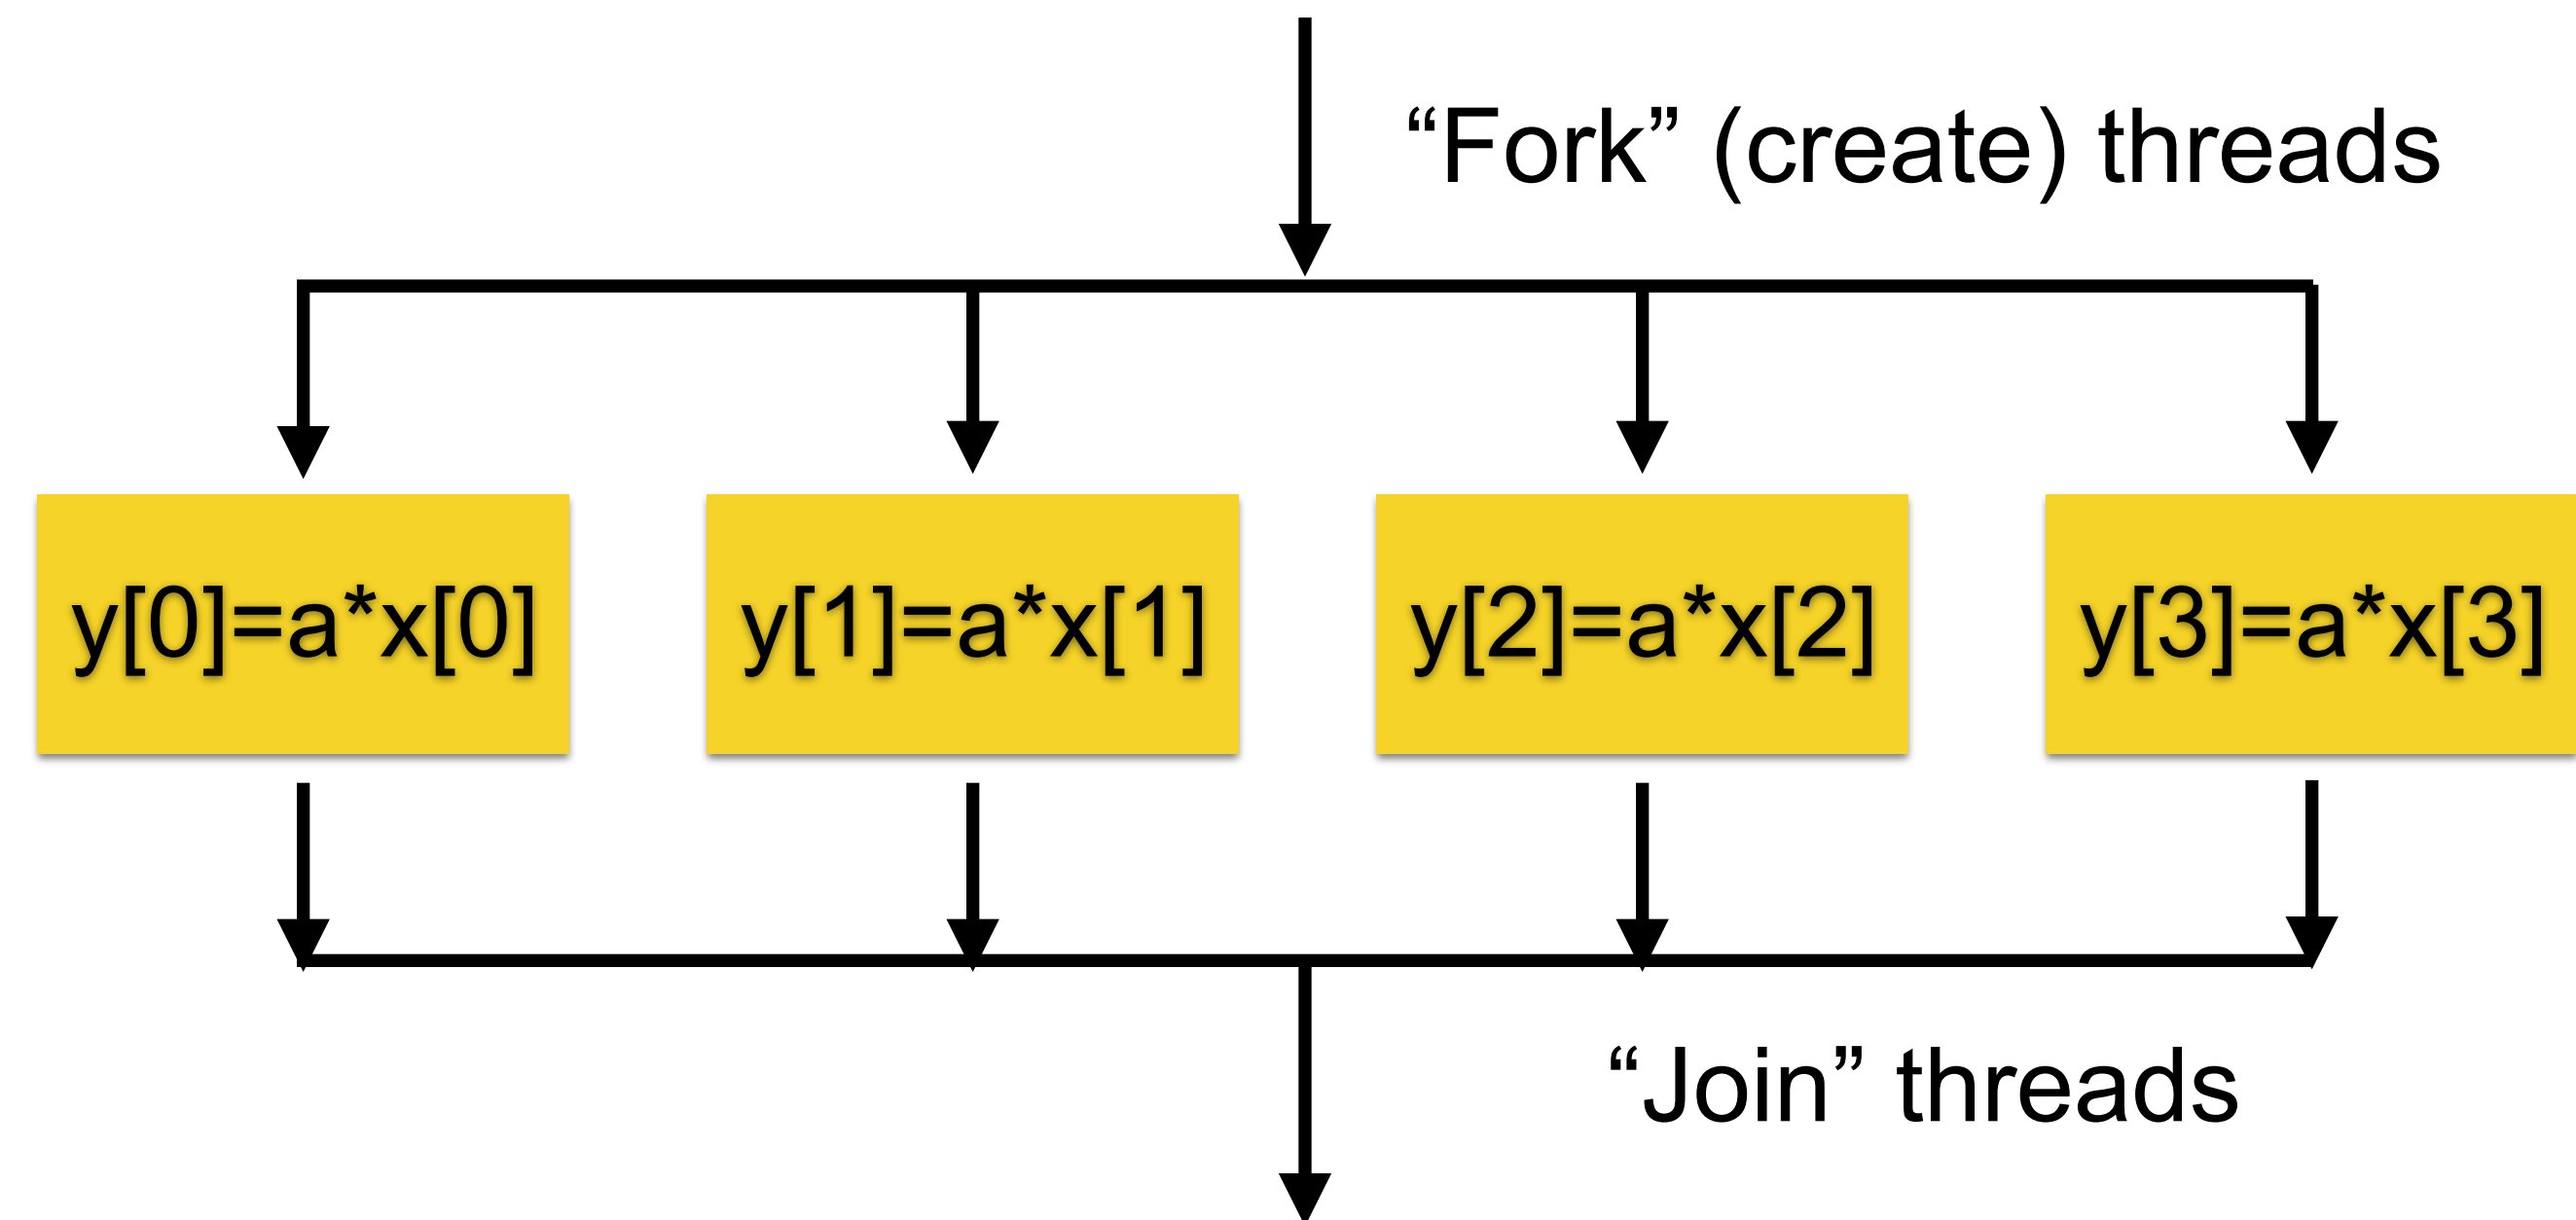 “Fork” (create) threads
y[0]=a*x[0]
y[1]=a*x[1]
y[2]=a*x[2]
y[3]=a*x[3]
“Join” threads